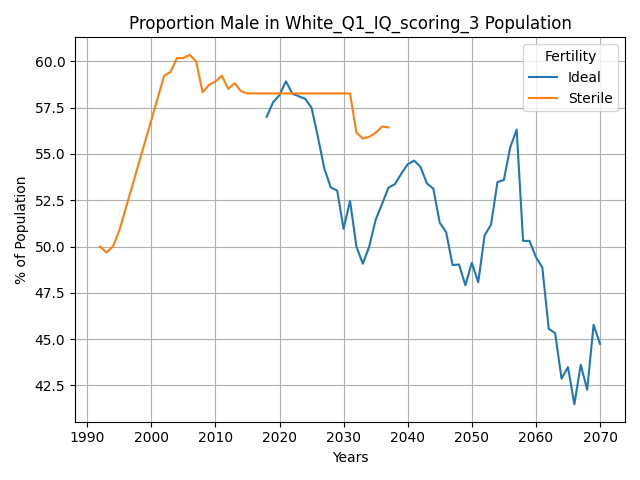 Proportion Male in White_Q1_IQ_scoring_3 Population
60.0
57.5
55.0
52.5
50.0
47.5
45.0
42.5
% of Population
Fertility
Ideal
Sterile
1990 2000 2010 2020 2030 2040 2050 2060 2070
Years